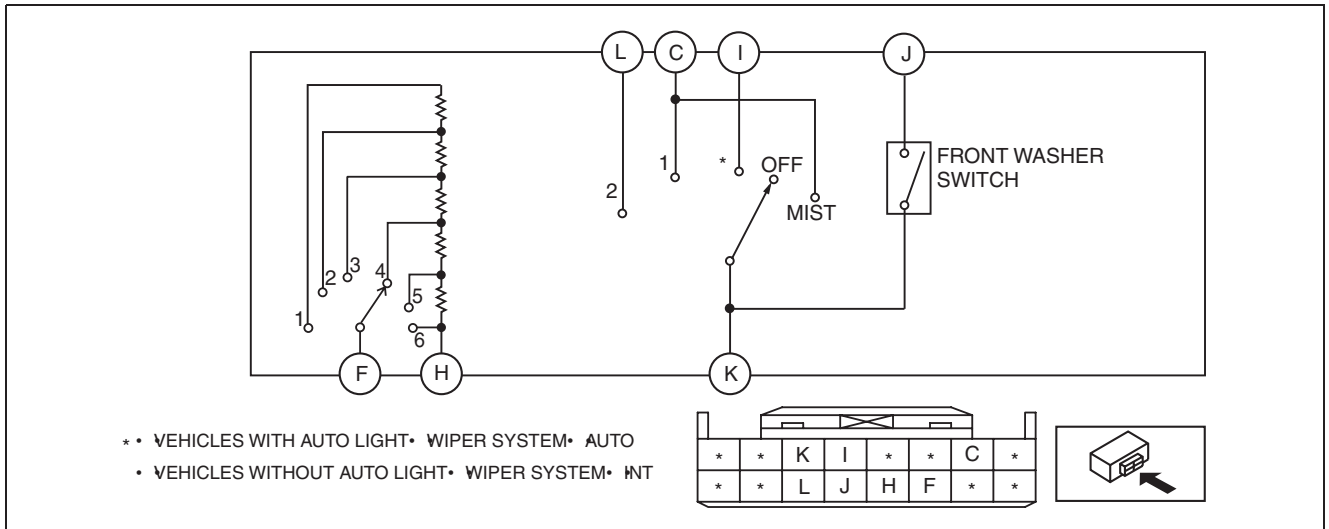 L C I J
1 * OFF
FRONT WASHER
SWITCH
2
MIST
3
2 4
5
1
6
F H K
* • VEHICLES WITH AUTO LIGHT• WIPER SYSTEM• AUTO
• VEHICLES WITHOUT AUTO LIGHT• WIPER SYSTEM• INT
* * K I * * C *
* * L J H F * *